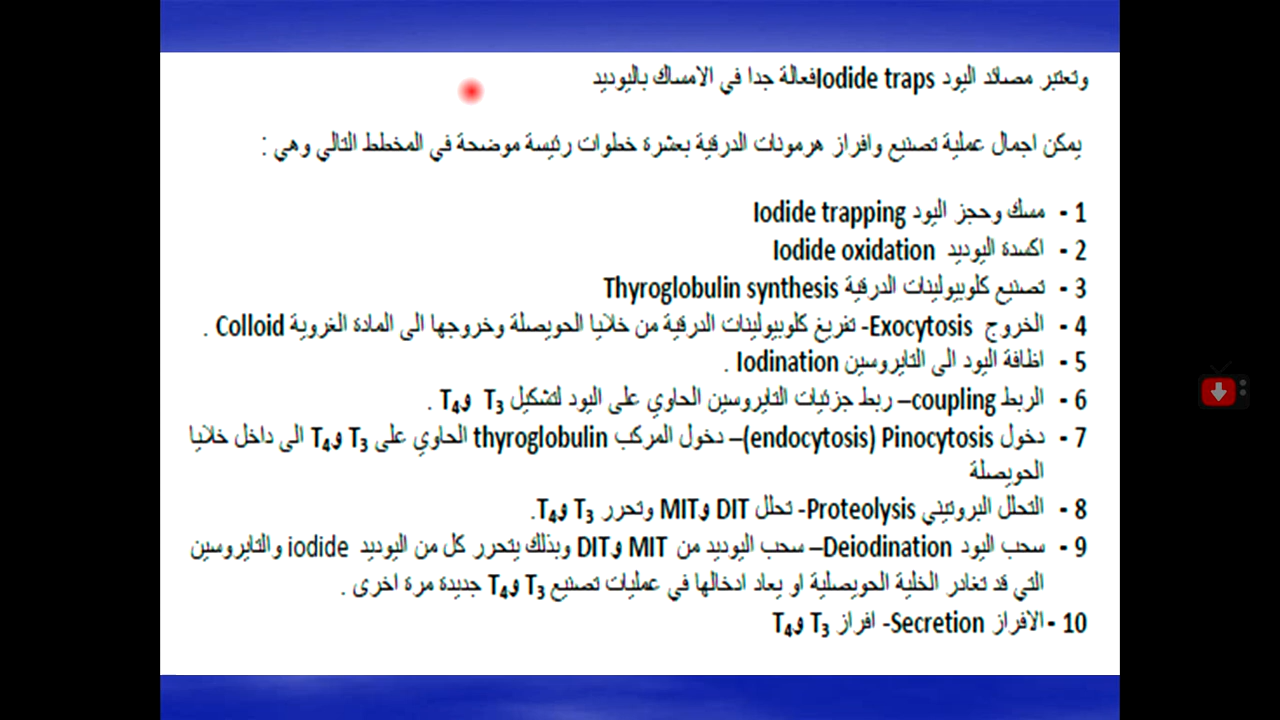 وتعتبر مصائد اليود Iodide traps فعالة جدا في الامساك باليوديد
يمكن اجمال عملية تصنيع وافراز هرمونات الدرقية بعشرة خطوات رئيسة موضحة في المخطط التالي وهي :
1 - مسك وحجز اليود Iodide trapping
2 - اكسدة اليوديد Iodide oxidation
3 - تصنيع كلوبيولينات الدرقية Thyroglobulin synthesis
4 - الخروج Exocytosis- تفريغ كلوبيولينات الدرقية من خلايا الحويصلة وخروجها الى المادة الغروية Colloid .
5 - اظافة اليود الى التايروسين Iodination .
6 - الربط coupling– ربط جزئيات التايروسين الحاوي على اليود لتشكيل T3 وT4 .
7 - دخول Pinocytosis (endocytosis)– دخول المركب thyroglobulin الحاوي على T3 وT4 الى داخل خلايا
الحويصلة
8 - التحلل البروتيني Proteolysis- تحلل DIT وMIT وتحرر T3 وT4.
9 - سحب اليود Deiodination– سحب اليوديد من MIT وDIT وبذلك يتحرر كل من اليوديد iodide والتايروسين
التي قد تغادر الخلية الحويصلية او يعاد ادخالها في عمليات تصنيع T3 وT4 جديدة مرة اخرى .
10 - الافراز Secretion- افراز T3 وT4